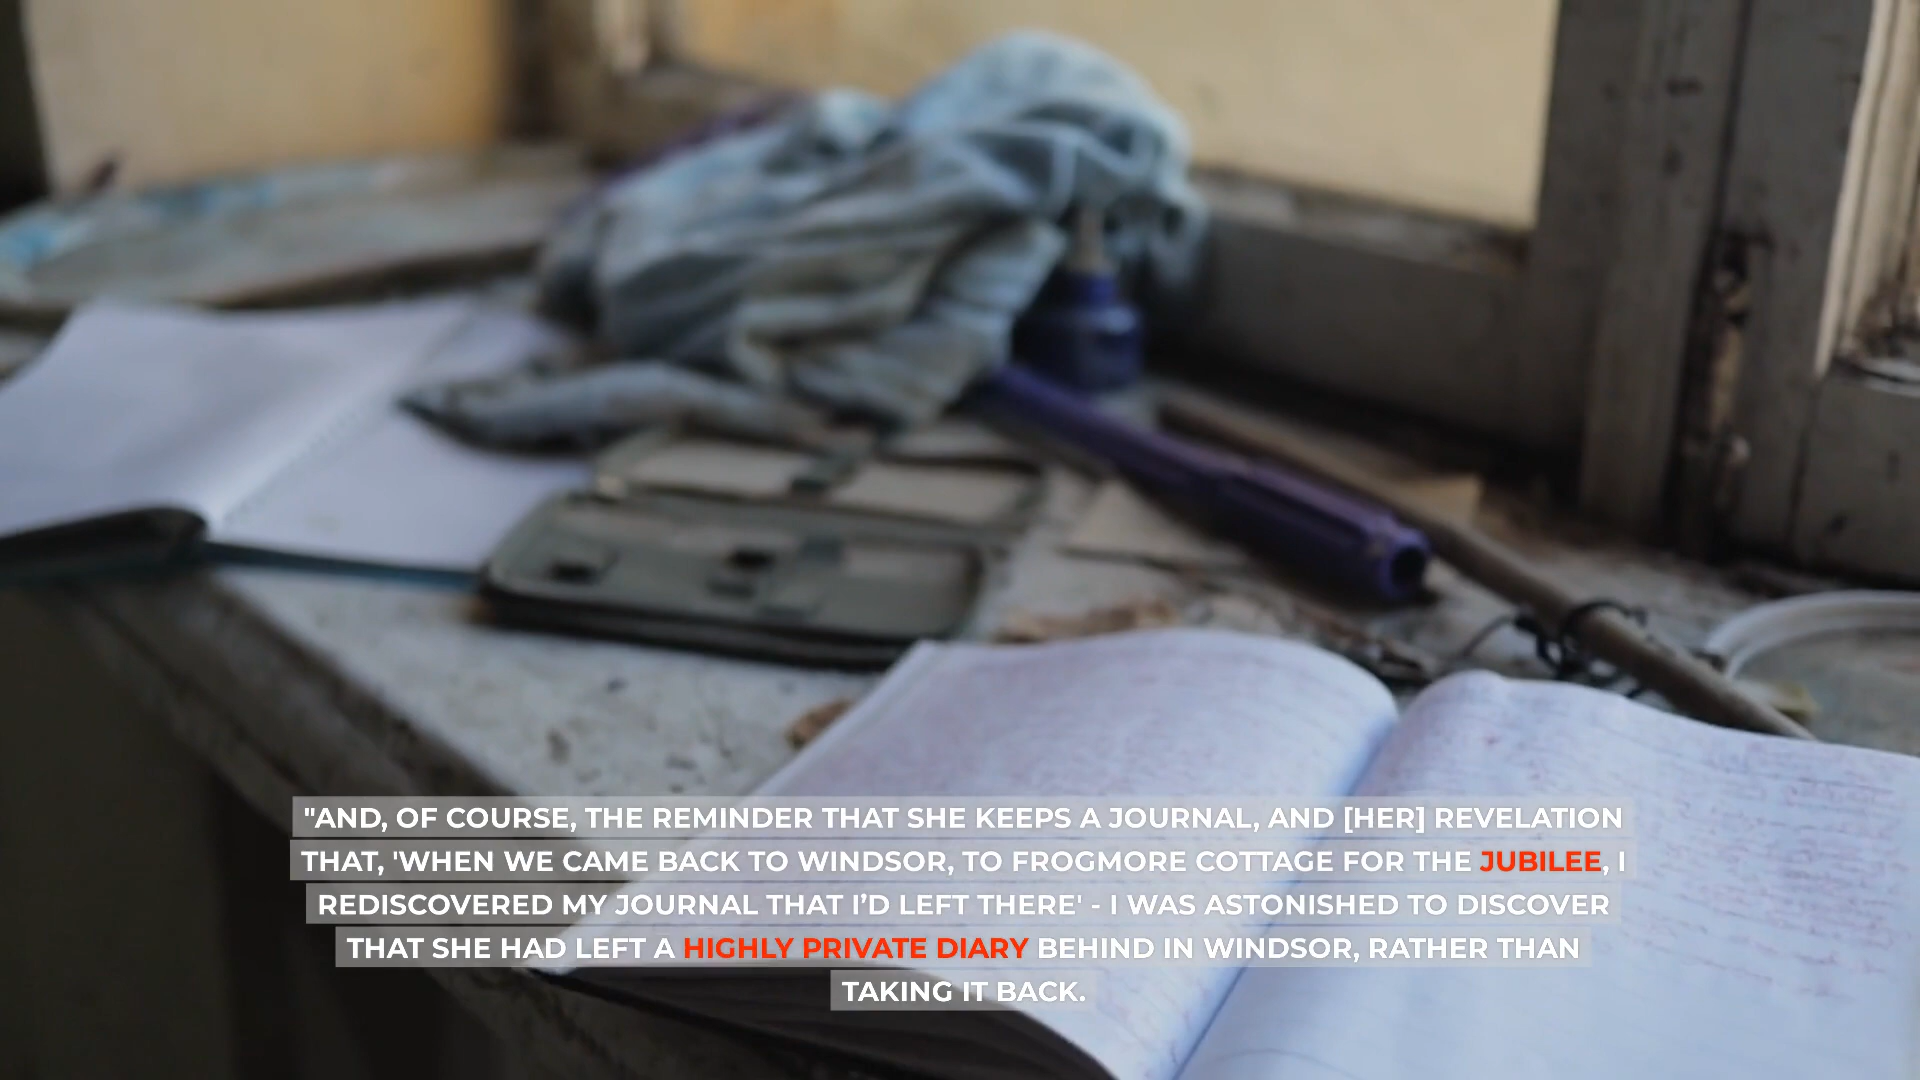 "AND, OF COURSE, THE REMINDER THAT SHE KEEPS A JOURNAL, AND [HER] REVELATION
THAT, 'WHEN WE CAME BACK TO WINDSOR, TO FROGMORE COTTAGE FOR THE JUBILEE, I
REDISCOVERED MY JOURNAL THAT I’D LEFT THERE' - I WAS ASTONISHED TO DISCOVER
THAT SHE HAD LEFT A HIGHLY PRIVATE DIARY BEHIND IN WINDSOR, RATHER THAN
TAKING IT BACK.